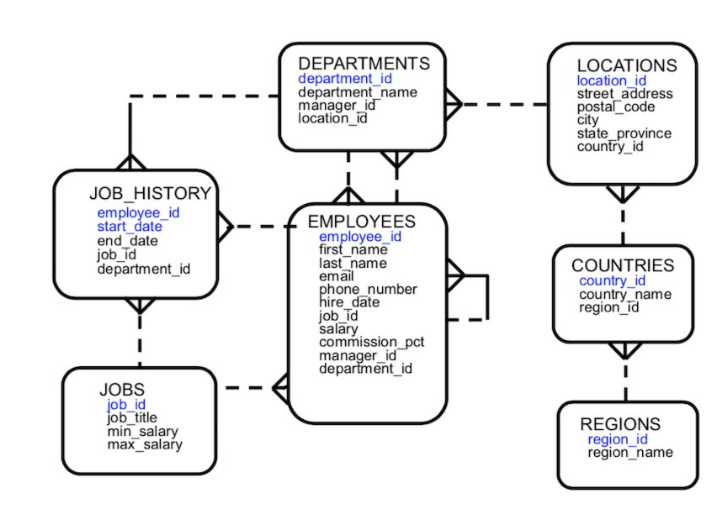 DEPARTMENTS
department_id
department_name
manager_id
location_id
LOCATIONS
location_id
street_address
postal_code
city
state_province
country_id
JOB_HISTORY
employee_id
start_date
end_date
job_id
department_id
EMPLOYEES
employee_id
first_name
last_name
email
phone_number
hire_date
job_id
salary
commission_pct
manager_id
department_id
COUNTRIES
country_id
country_name
region_id
JOBS
job_id
job_title
min_salary
max_salary
REGIONS
region_id
region_name